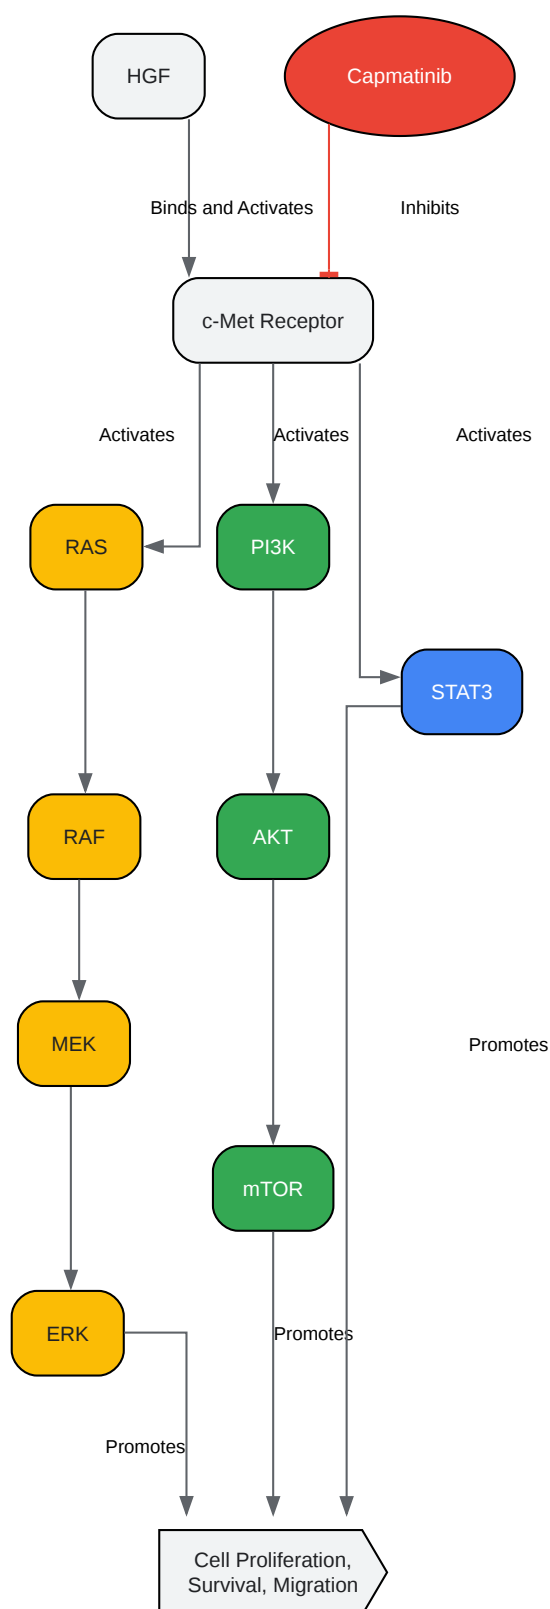 HGF
Capmatinib
Binds and Activates
Inhibits
c-Met Receptor
Activates
Activates
Activates
RAS
PI3K
STAT3
RAF
AKT
MEK
Promotes
mTOR
ERK
Promotes
Promotes
Cell Proliferation,
Survival, Migration